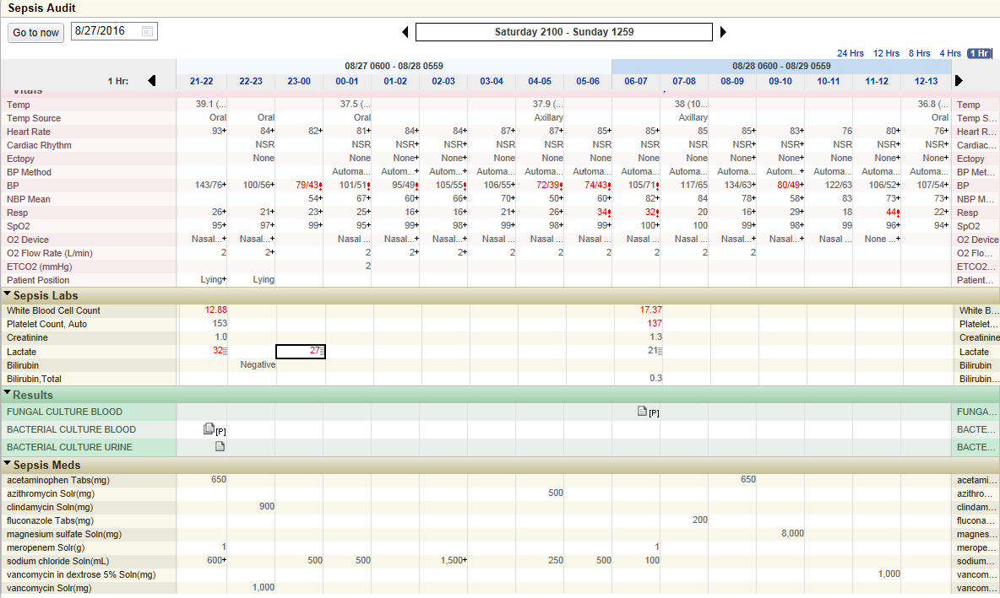 Sepsis Audit
Go to now 8/27/2016 Saturday 2100 - Sunday 1259
24 Hrs 12 Hrs 8 Hrs 4 Hrs 1 Hr
08/27 0600 - 08/28 0559 08/28 0600 - 08/29 0559
1 Hr: 21-22 22-23 23-00 00-01 01-02 02-03 03-04 04-05 05-06 06-07 07-08 08-09 09-10 10-11 11-12 12-13
Vitals
Temp 39.1 (... 37.5 (... 37.9 (... 38 (10... 36.8 (... Temp
Temp Source Oral Oral Oral Axillary Axillary Oral Temp S...
Heart Rate 93+ 84+ 82+ 81+ 84+ 84+ 87+ 87+ 85+ 85+ 85 85+ 83+ 76 80+ 76+ Heart R...
Cardiac Rhythm NSR NSR NSR+ NSR+ NSR NSR NSR+ NSR+ NSR NSR+ NSR+ NSR NSR+ NSR+ Cardiac...
Ectopy None None None+ None+ None None None+ None+ None None+ None+ None None+ None+ Ectopy
BP Method Automa... Autom...+ Autom...+ Automa... Autom...+ Autom...+ Autom...+ Automa... Autom...+ Autom...+ Automa... Autom...+ Autom...+ BP Met...
BP 143/76+ 100/56+ 79/43! 101/51! 95/49! 105/55! 106/55+ 72/39! 74/43! 105/71! 117/65 134/63+ 80/49+ 122/63 106/52+ 107/54+ BP
NBP Mean 54+ 67+ 60+ 66+ 70+ 50+ 60+ 82+ 84 78+ 58+ 83 73+ 73+ NBP M...
Resp 26+ 21+ 23+ 25+ 16+ 16+ 21+ 26+ 34! 32! 20 16+ 29+ 18 44! 22+ Resp
SpO2 95+ 97+ 99+ 95+ 99+ 98+ 99+ 98+ 99+ 100+ 100 99+ 98+ 99 96+ 94+ SpO2
O2 Device Nasal...+ Nasal...+ Nasal ... Nasal...+ Nasal...+ Nasal ... Nasal ... Nasal ... Nasal ... Nasal ... Nasal ... None ...+ O2 Device
O2 Flow Rate (L/min) 2 2+ 2 2+ 2+ 2 2 2 2 2 2 O2 Flo...
ETCO2 (mmHg) 2 ETCO2...
Patient Position Lying+ Lying Patient...
Sepsis Labs
White Blood Cell Count 12.88 17.37 White B...
Platelet Count, Auto 153 137 Platelet...
Creatinine 1.0 1.3 Creatinine
Lactate 32 27 21 Lactate
Bilirubin Negative Bilirubin
Bilirubin,Total 0.3 Bilirubin...
Results
FUNGAL CULTURE BLOOD [P] FUNGA...
BACTERIAL CULTURE BLOOD [P] BACTE...
BACTERIAL CULTURE URINE BACTE...
Sepsis Meds
acetaminophen Tabs(mg) 650 650 acetami...
azithromycin Solr(mg) 500 azithro...
clindamycin Soln(mg) 900 clindam...
fluconazole Tabs(mg) 200 flucona...
magnesium sulfate Soln(mg) 8,000 magnes...
meropenem Solr(g) 1 1 merope...
sodium chloride Soln(mL) 600+ 500 500 1,500+ 250 500 100 sodium...
vancomycin in dextrose 5% Soln(mg) 1,000 vancom...
vancomycin Solr(mg) 1,000 vancom...